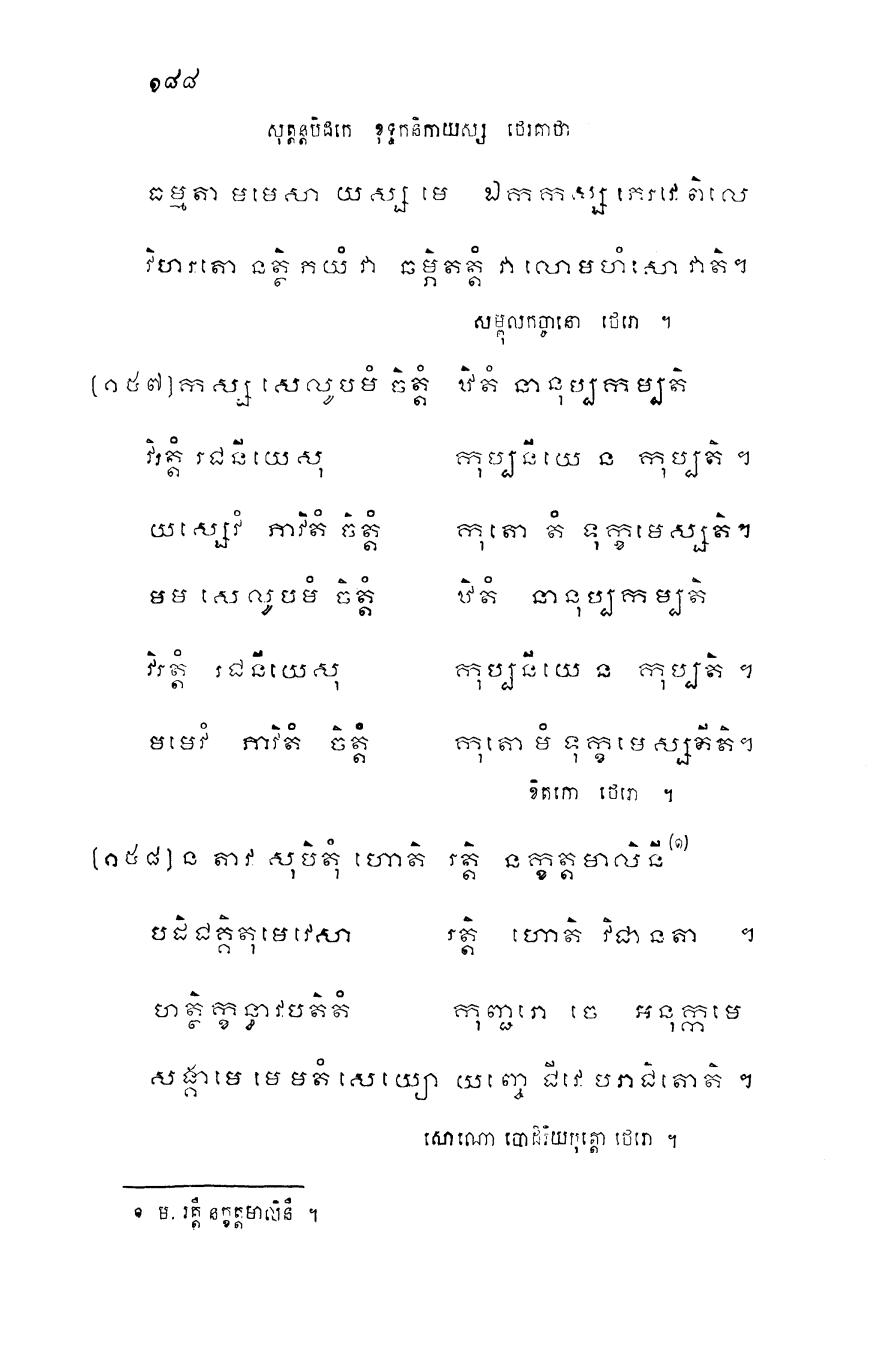 ១៨៨
សុត្តន្តបិដកេ ខុទ្ទកនិកាយស្ស ថេរគាថា
ធម្មតា មមេសា យស្ស មេ ឯកកស្ស ភេរវេ ពិលេ
វិហរតោ នត្ថិ ភយំ វា ឆម្ភិតត្តំ វា លោមហំសោ វាតិ។
សម្ពុលកច្ចានោ ថេរោ ។
(១៥៧) កស្ស សេលូបមំ ចិត្តំ ឋិតំ នានុប្បកម្បតិ
វិរត្តំ រជនីយេសុ កុប្បនីយេ ន កុប្បតិ ។
យស្សេវំ ភាវិតំ ចិត្តំ កុតោ តំ ទុក្ខមេស្សតិ។
មម សេលូបមំ ចិត្តំ ឋិតំ នានុប្បកម្បតិ
វិរត្តំ រជនីយេសុ កុប្បនីយេ ន កុប្បតិ ។
មមេវំ ភាវិតំ ចិត្តំ កុតោ មំ ទុក្ខមេស្សតីតិ។
ខិតកោ ថេរោ ។
(១៥៨) ន តាវ សុបិតុំ ហោតិ រត្តិ នក្ខត្តមាលិនី(១)
បដិជគ្គិតុមេវេសា រត្តិ ហោតិ វិជានតា ។
ហត្ថិក្ខន្ធាវបតិតំ កុញ្ជរោ ចេ អនុក្កមេ
សង្គាមេ មេ មតំ សេយ្យោ យញ្ចេ ជីវេ បរាជិតោតិ ។
សោណោ បោដិរិយបុត្តោ ថេរោ ។
១ ម. រត្តី នក្ខត្តមាលិនី ។